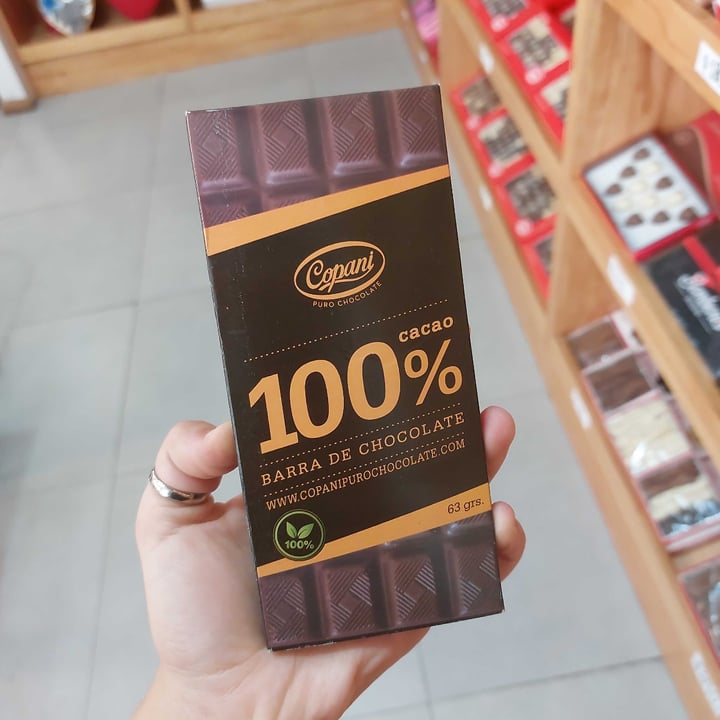 Copani
PURO CHOCOLATE
cacao
100%
BARRA DE CHOCOLATE
WWW.COPANIPUROCHOCOLATE.COM
63 grs.
100%